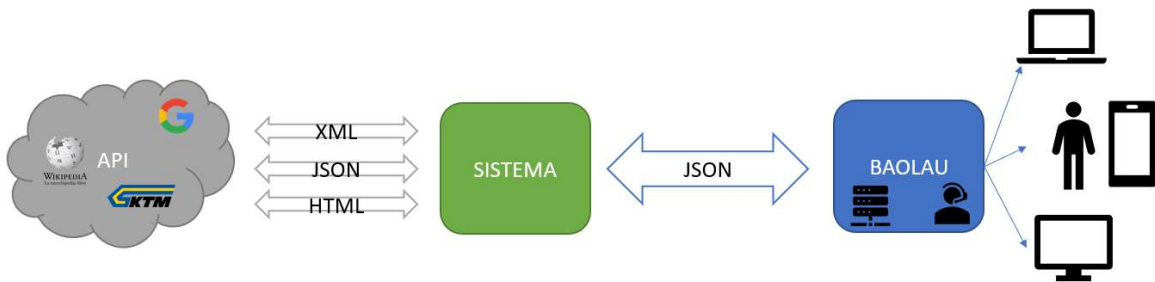 API
WIKIPEDIA
La enciclopedia libre
KTM
XML
JSON
HTML
SISTEMA
JSON
BAOLAU